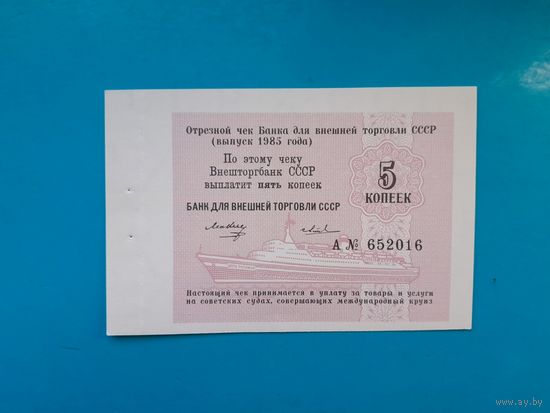 Отрезной чек Банка для внешней торговли СССР
(выпуск 1985 года)
По этому чеку
Внешторгбанк СССР
выплатит пять копеек
5
КОПЕЕК
БАНК ДЛЯ ВНЕШНЕЙ ТОРГОВЛИ СССР
А № 652016
Настоящий чек принимается в уплату за товары и услуги
на советских судах, совершающих международный круиз
www.ay.by